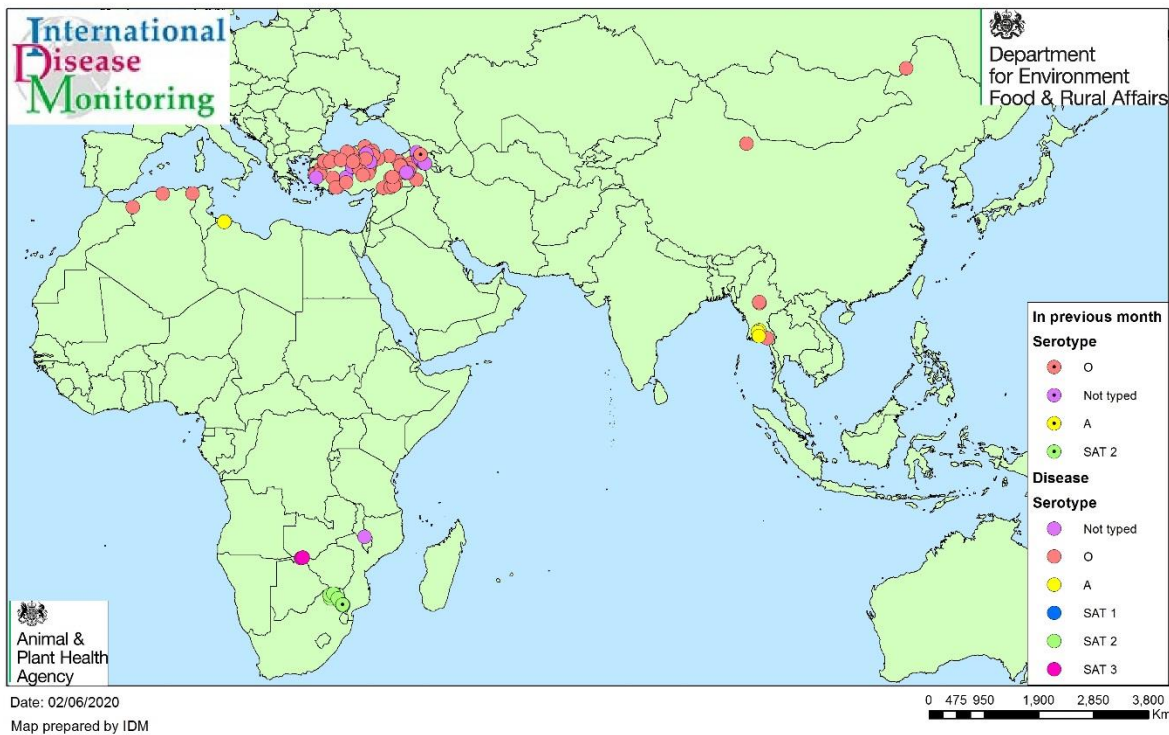 International
Disease
Monitoring
Department
for Environment
Food & Rural Affairs
In previous month
Serotype
O
Not typed
A
SAT 2
Disease
Serotype
Not typed
O
A
SAT 1
SAT 2
SAT 3
Animal &
Plant Health
Agency
Date: 02/06/2020
Map prepared by IDM
0 475 950 1,900 2,850 3,800
Km